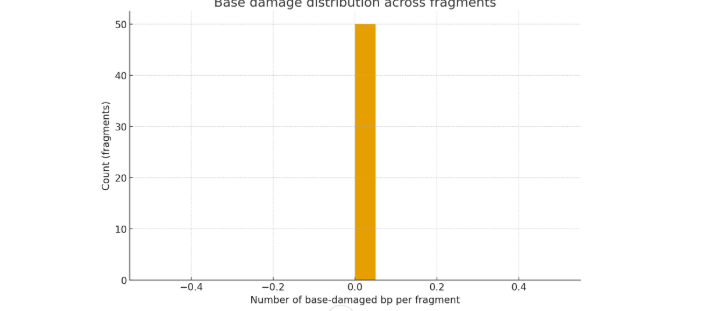 Base damage distribution across fragments
50
40
30
20
10
0
Count (fragments)
−0.4 −0.2 0.0 0.2 0.4
Number of base-damaged bp per fragment